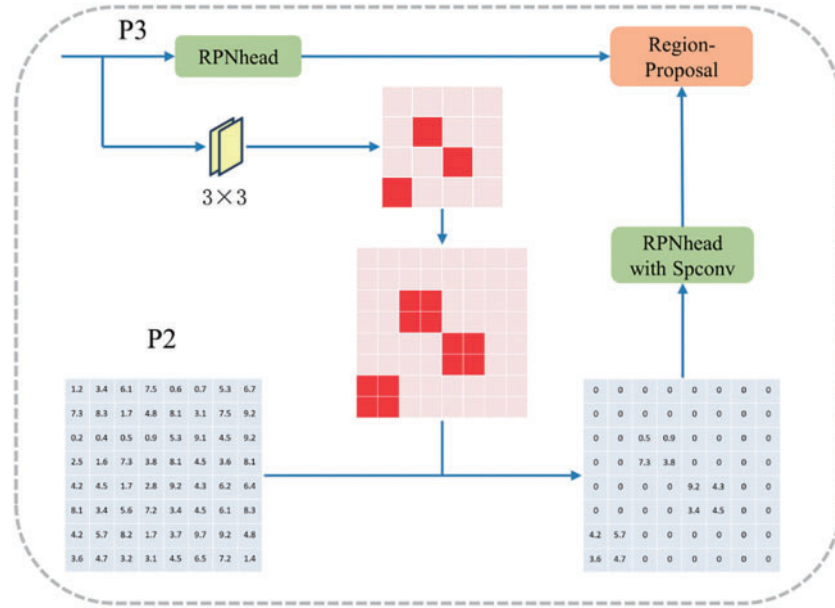 P3
RPNhead
Region-
Proposal
3×3
RPNhead
with Spconv
P2
1.2 3.4 6.1 7.5 0.6 0.7 5.3 6.7
7.3 8.3 1.7 4.8 8.1 3.1 7.5 9.2
0.2 0.4 0.5 0.9 5.3 9.1 4.5 9.2
2.5 1.6 7.3 3.8 8.1 4.5 3.6 8.1
4.2 4.5 1.7 2.8 9.2 4.3 6.2 6.4
8.1 3.4 5.6 7.2 3.4 4.5 6.1 8.3
4.2 5.7 8.2 1.7 3.7 9.7 9.2 4.8
3.6 4.7 3.2 3.1 4.5 6.5 7.2 1.4
0 0 0 0 0 0 0 0
0 0 0 0 0 0 0 0
0 0 0.5 0.9 0 0 0 0
0 0 7.3 3.8 0 0 0 0
0 0 0 0 9.2 4.3 0 0
0 0 0 0 3.4 4.5 0 0
4.2 5.7 0 0 0 0 0 0
3.6 4.7 0 0 0 0 0 0